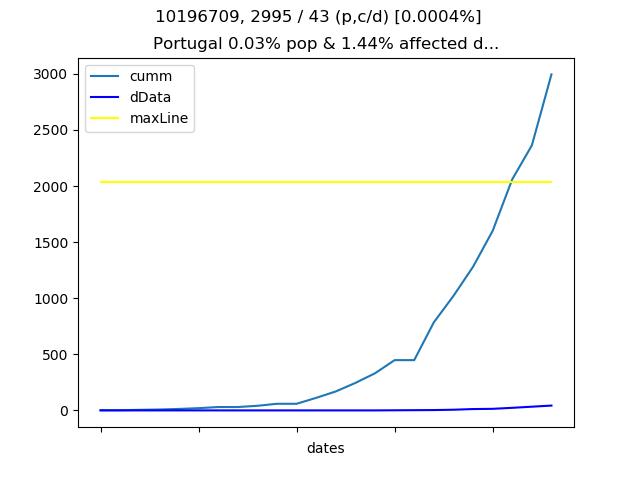 10196709, 2995 / 43 (p,c/d) [0.0004%]
Portugal 0.03% pop & 1.44% affected d...
cumm
dData
maxLine
3000
2500
2000
1500
1000
500
0
dates